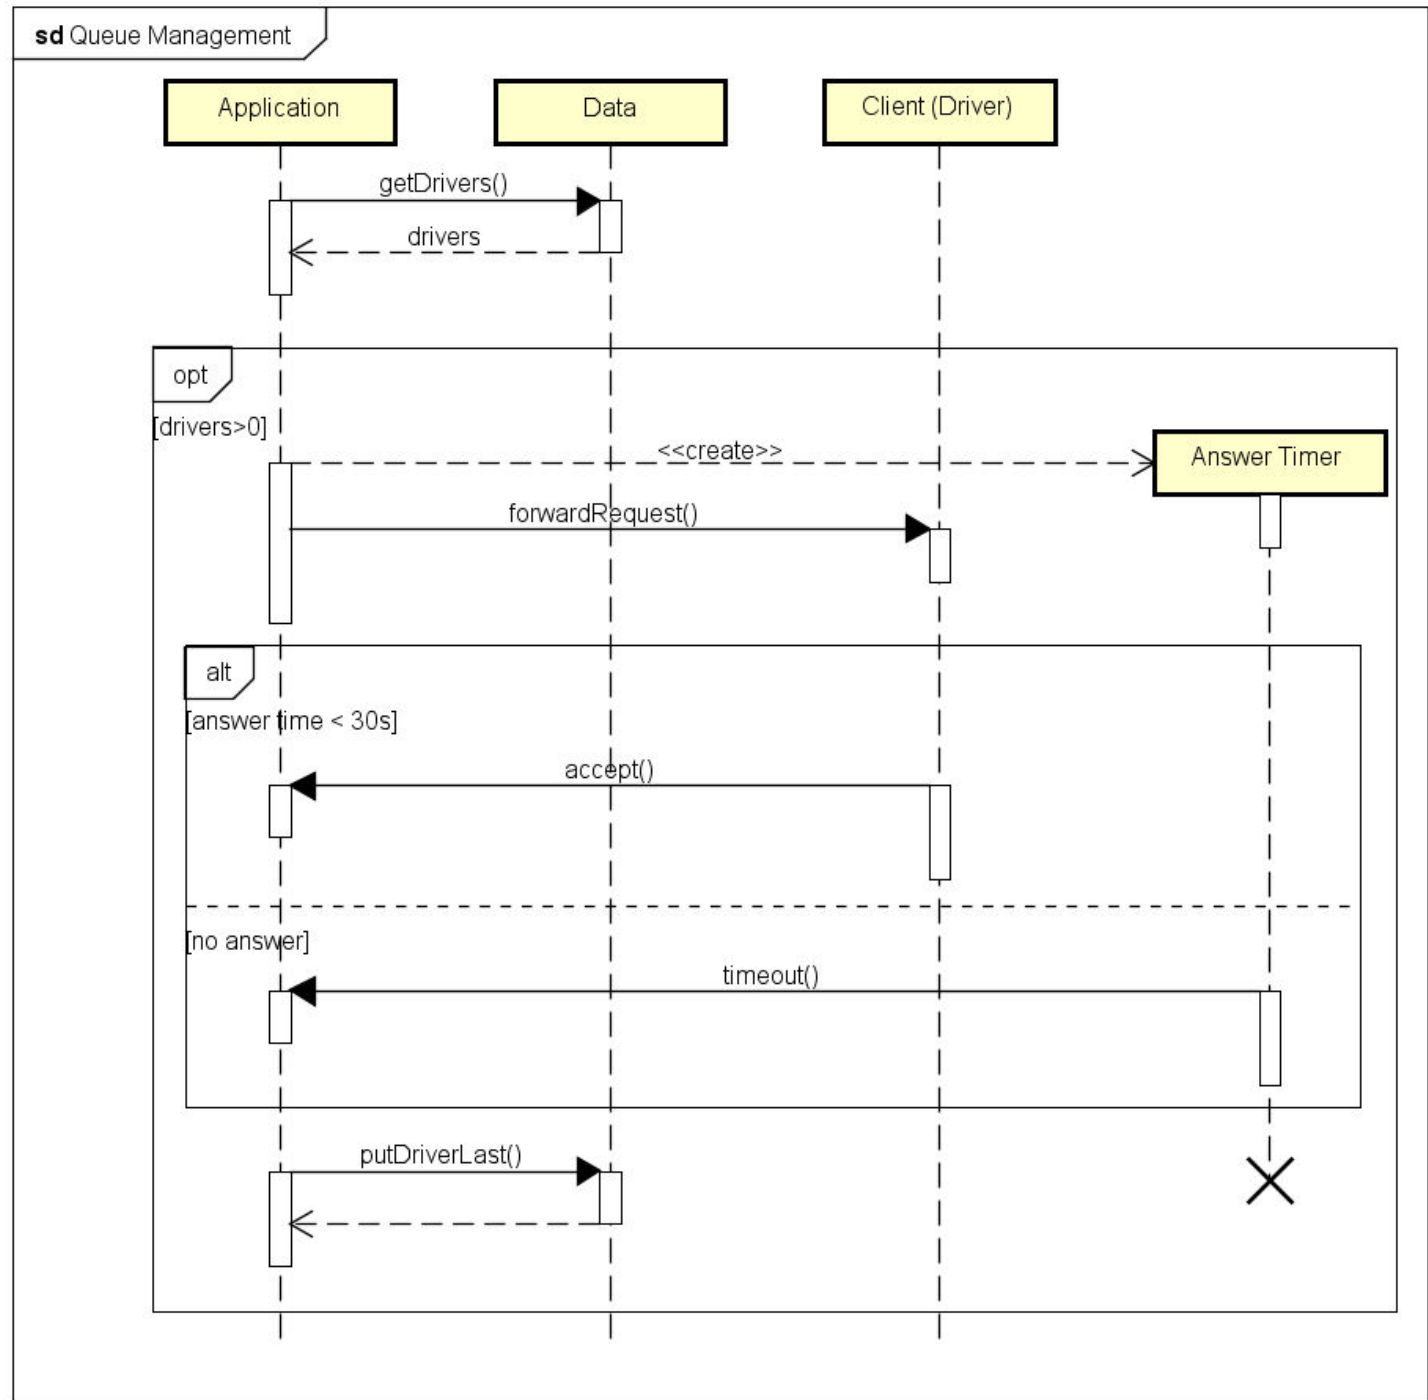 sd Queue Management
Application
Data
Client (Driver)
getDrivers()
drivers
opt
[drivers>0]
<<create>>
Answer Timer
forwardRequest()
alt
[answer time < 30s]
accept()
[no answer]
timeout()
putDriverLast()